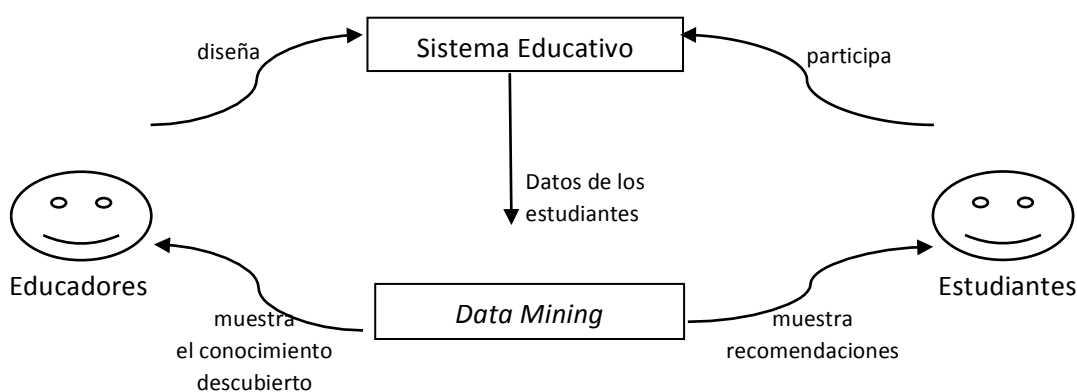 diseña
Sistema Educativo
participa
Datos de los
estudiantes
Educadores
Estudiantes
muestra
el conocimiento
descubierto
Data Mining
muestra
recomendaciones